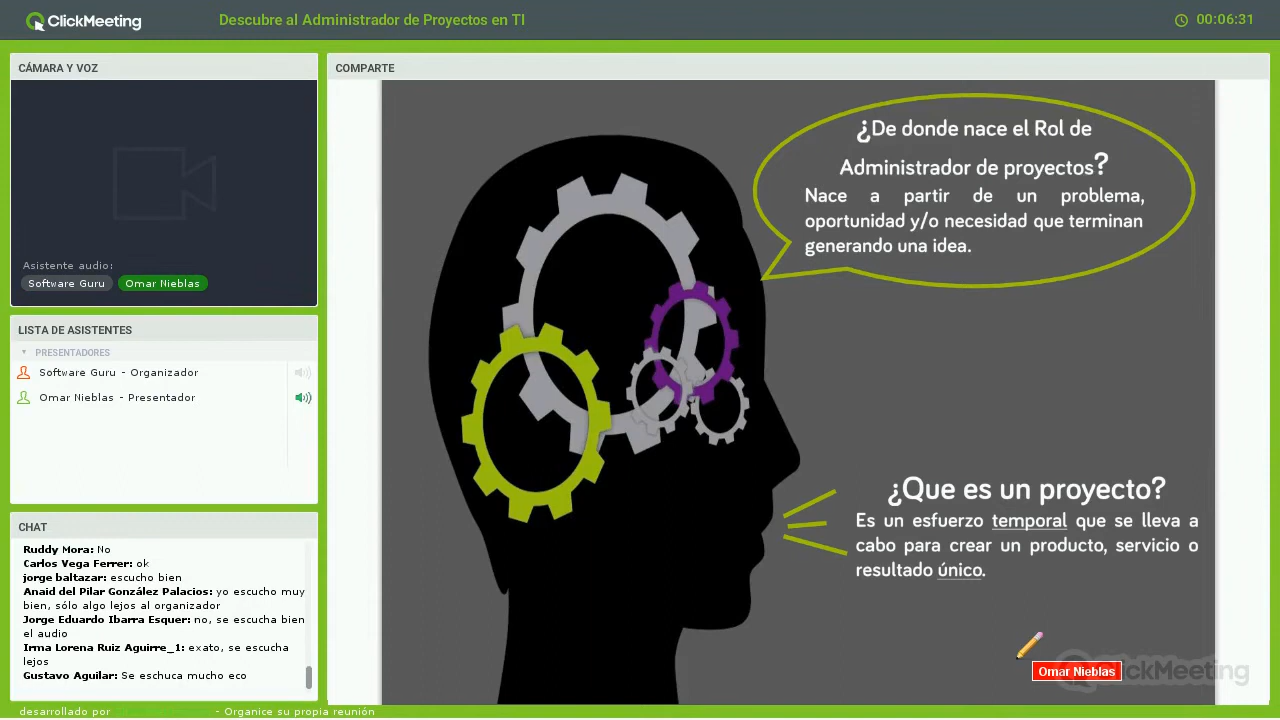 ClickMeeting
Descubre al Administrador de Proyectos en TI
00:06:31
CÁMARA Y VOZ
Asistente audio:
Software Guru
Omar Nieblas
LISTA DE ASISTENTES
PRESENTADORES
Software Guru - Organizador
Omar Nieblas - Presentador
CHAT
Ruddy Mora: No
Carlos Vega Ferrer: ok
jorge baltazar: escucho bien
Anaid del Pilar González Palacios: yo escucho muy
bien, sólo algo lejos al organizador
Jorge Eduardo Ibarra Esquer: no, se escucha bien
el audio
Irma Lorena Ruiz Aguirre_1: exato, se escucha
lejos
Gustavo Aguilar: Se eschuca mucho eco
desarrollado por
- Organice su propia reunión
COMPARTE
¿De donde nace el Rol de
Administrador de proyectos?
Nace a partir de un problema,
oportunidad y/o necesidad que terminan
generando una idea.
¿Que es un proyecto?
Es un esfuerzo temporal que se lleva a
cabo para crear un producto, servicio o
resultado único.
Omar Nieblas
ClickMeeting